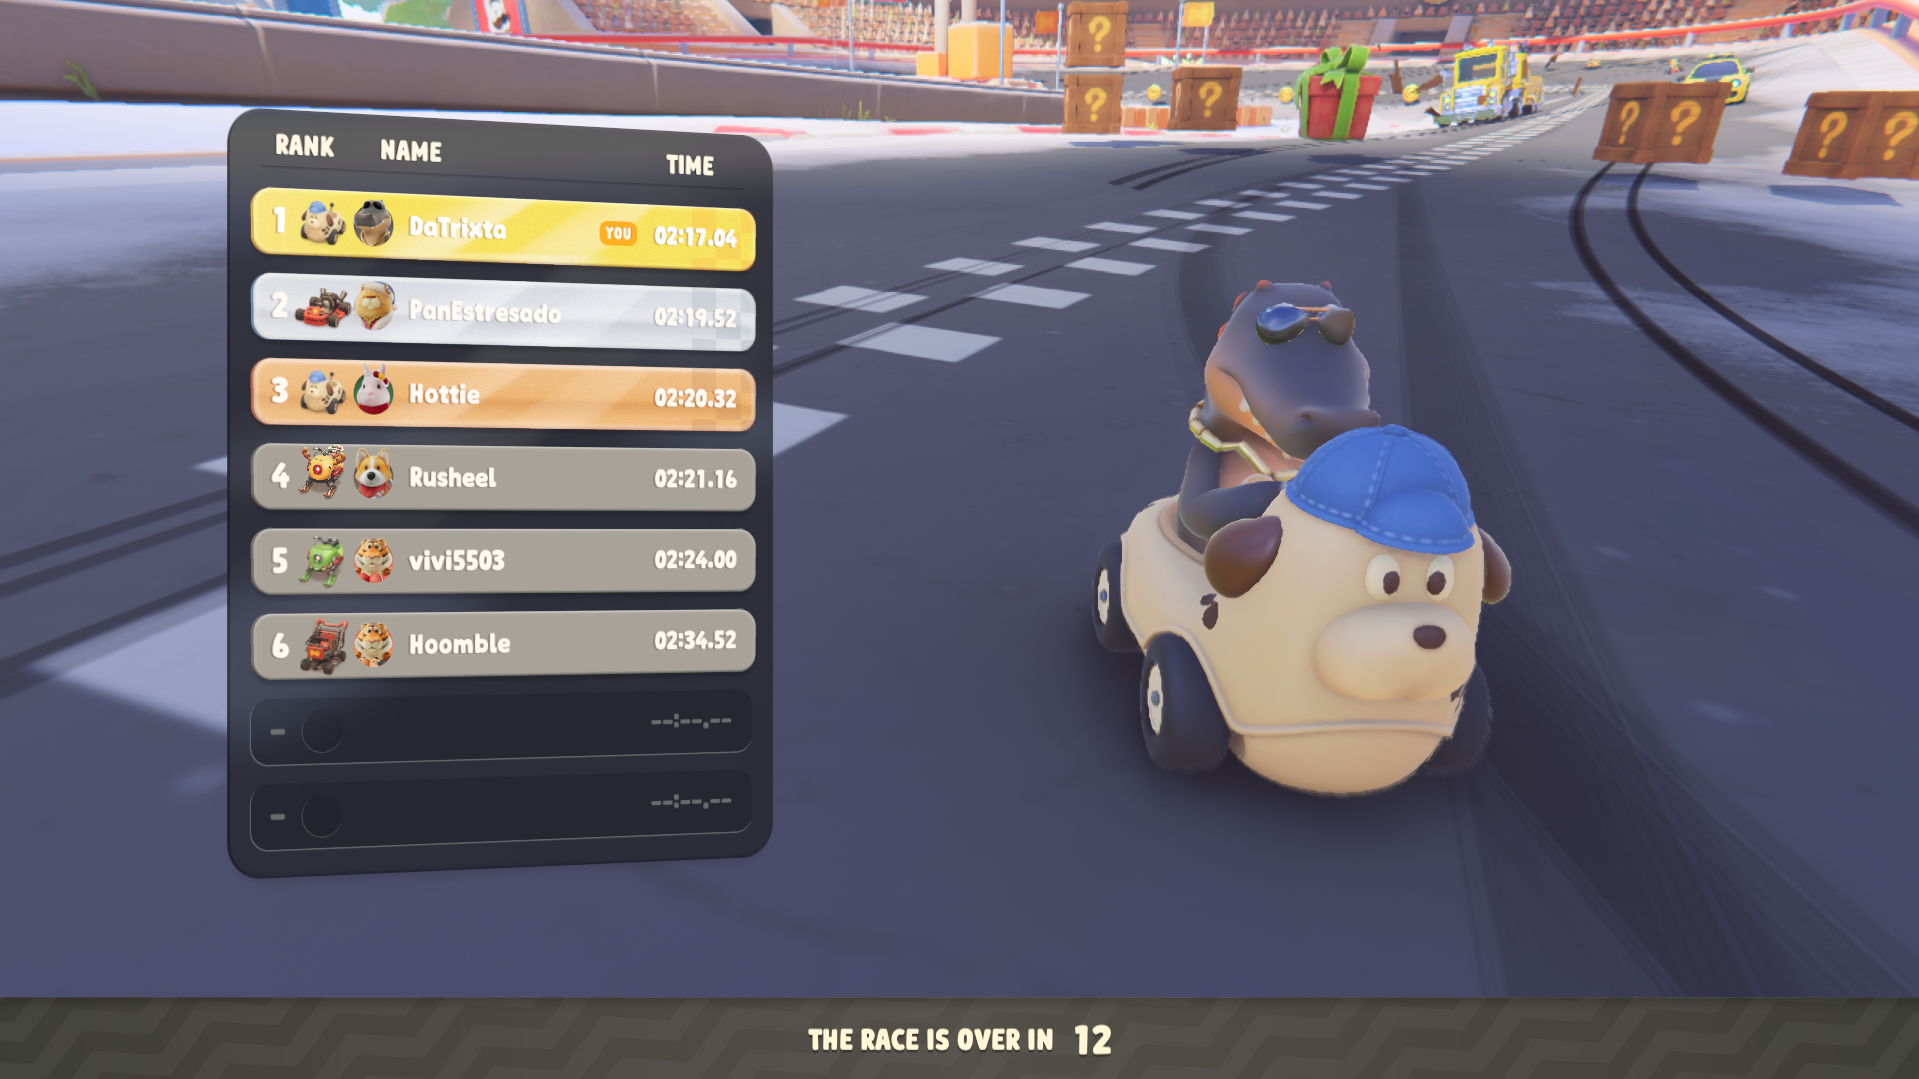 RANK NAME TIME
1 DaTrixta YOU 02:17.04
2 PanEstresado 02:19.52
3 Hottie 02:20.32
4 Rusheel 02:21.16
5 vivi5503 02:24.00
6 Hoomble 02:34.52
- --:--.--
- --:--.--
? ? ? ? ? ? ?
THE RACE IS OVER IN 12